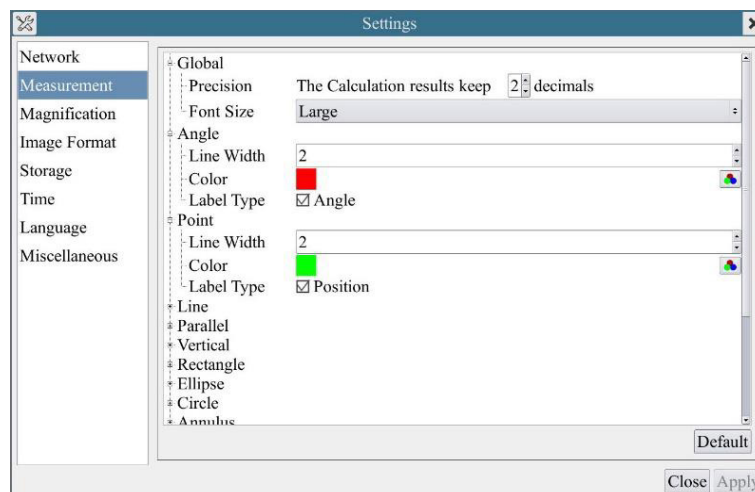 Settings
Network
Measurement
Magnification
Image Format
Storage
Time
Language
Miscellaneous
Global
Precision The Calculation results keep 2 decimals
Font Size Large
Angle
Line Width 2
Color
Label Type Angle
Point
Line Width 2
Color
Label Type Position
Line
Parallel
Vertical
Rectangle
Ellipse
Circle
Annulus
Default
Close Apply